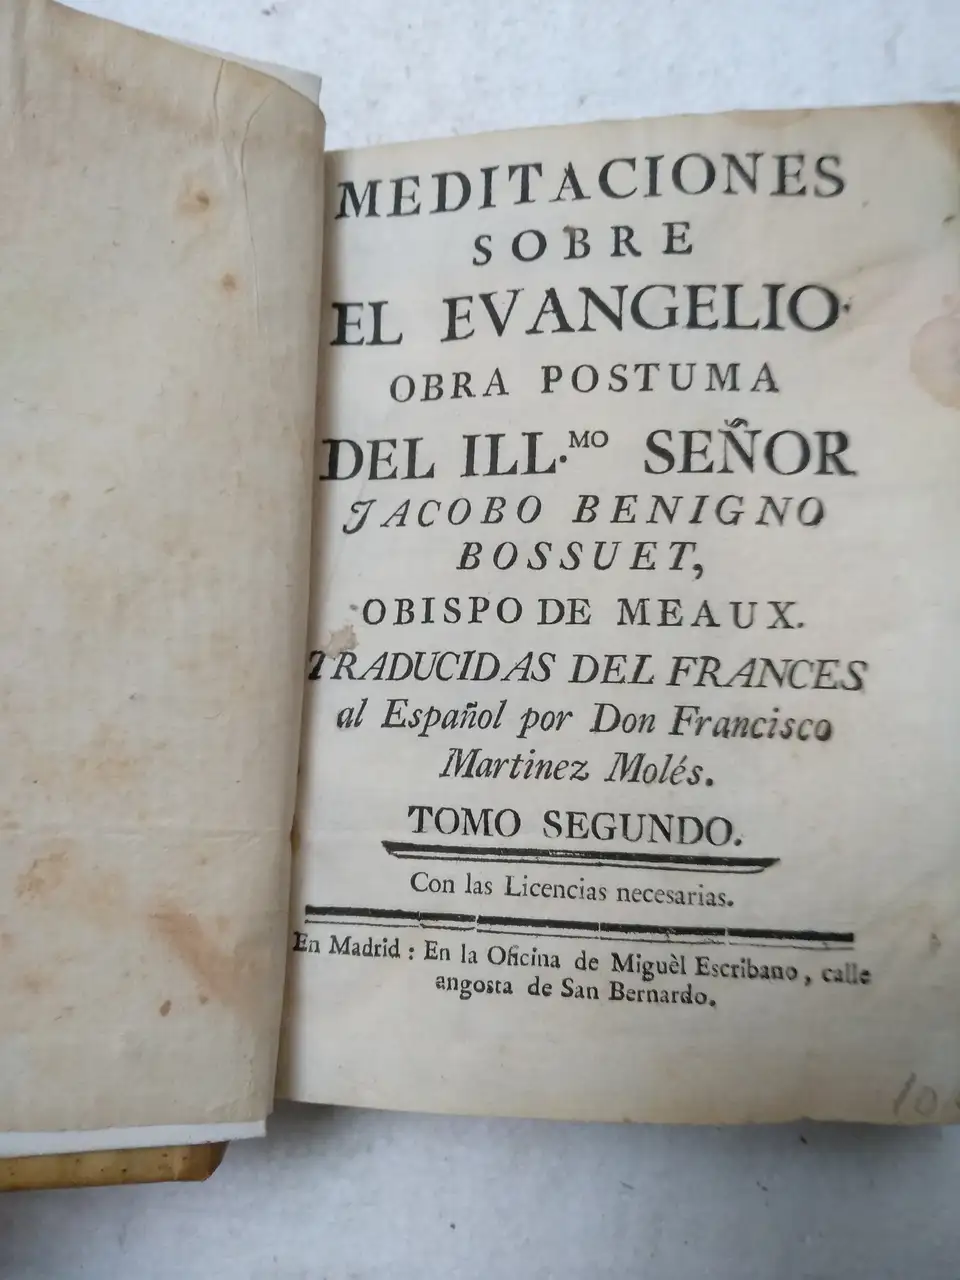 MEDITACIONES
SOBRE
EL EVANGELIO.
OBRA POSTUMA
DEL ILL.MO SEÑOR
JACOBO BENIGNO
BOSSUET,
OBISPO DE MEAUX.
TRADUCIDAS DEL FRANCES
al Español por Don Francisco
Martinez Molés.
TOMO SEGUNDO.
Con las Licencias necesarias.
En Madrid : En la Oficina de Miguèl Escribano, calle
angosta de San Bernardo.
10